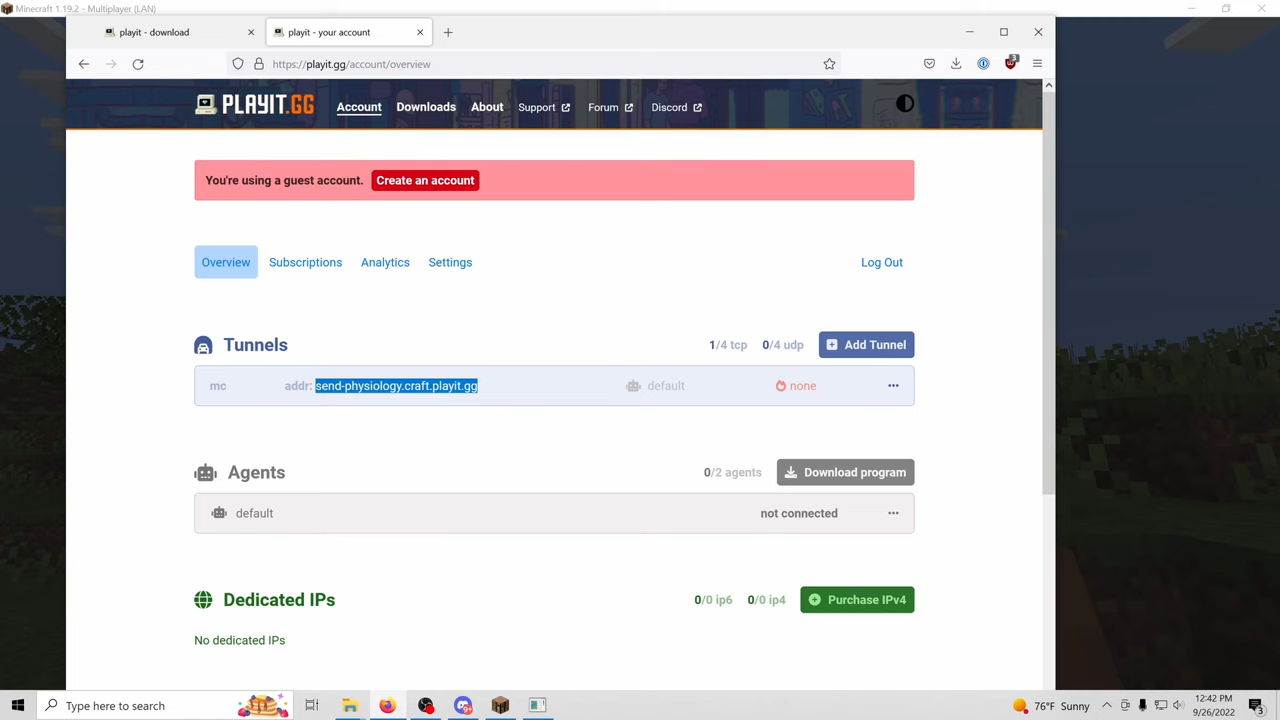 Minecraft 1.19.2 - Multiplayer (LAN)
playit - download
playit - your account
https://playit.gg/account/overview
3
PLAYIT.GG
Account
Downloads
About
Support
Forum
Discord
You're using a guest account.
Create an account
Overview
Subscriptions
Analytics
Settings
Log Out
Tunnels
1/4 tcp
0/4 udp
Add Tunnel
mc
addr: send-physiology.craft.playit.gg
default
none
Agents
0/2 agents
Download program
default
not connected
Dedicated IPs
0/0 ip6
0/0 ip4
Purchase IPv4
No dedicated IPs
Type here to search
9+
76°F Sunny
12:42 PM
9/26/2022
3